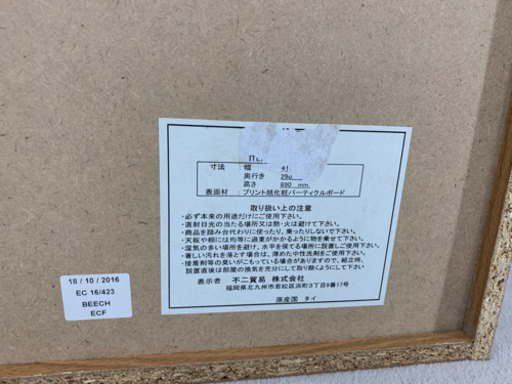 寸法 : 幅 41
奥行き 29
高さ 890 mm
表面材 : プリント紙化粧パーティクルボード
取り扱い上の注意
・必ず本来の用途だけにご使用下さい。
・直射日光の当たる場所又は熱・火は避けて下さい。
・商品を踏み台代わりに使ったり、乗ったりしないで下さい。
・天板や棚には均等に過重がかかるように物を乗せて下さい。
・湿気の多い場所を避け、水平を保てる場所に設置しご使用下さい。
・著しい汚れを落とす場合は、薄めた中性洗剤をご使用下さい。
・接着剤等の臭いがこもっている場合がありますので、組立時、
設置直後は部屋の換気を充分にして取り除くようにして下さい
表示者 不二貿易 株式会社
福岡県北九州市若松区浜町3丁目9番17号
原産国 タイ
18 / 10 / 2016
EC 16/423
BEECH
ECF